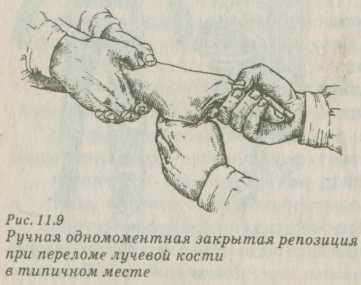 Рис. 11.9
Ручная одномоментная закрытая репозиция
при переломе лучевой кости
в типичном месте